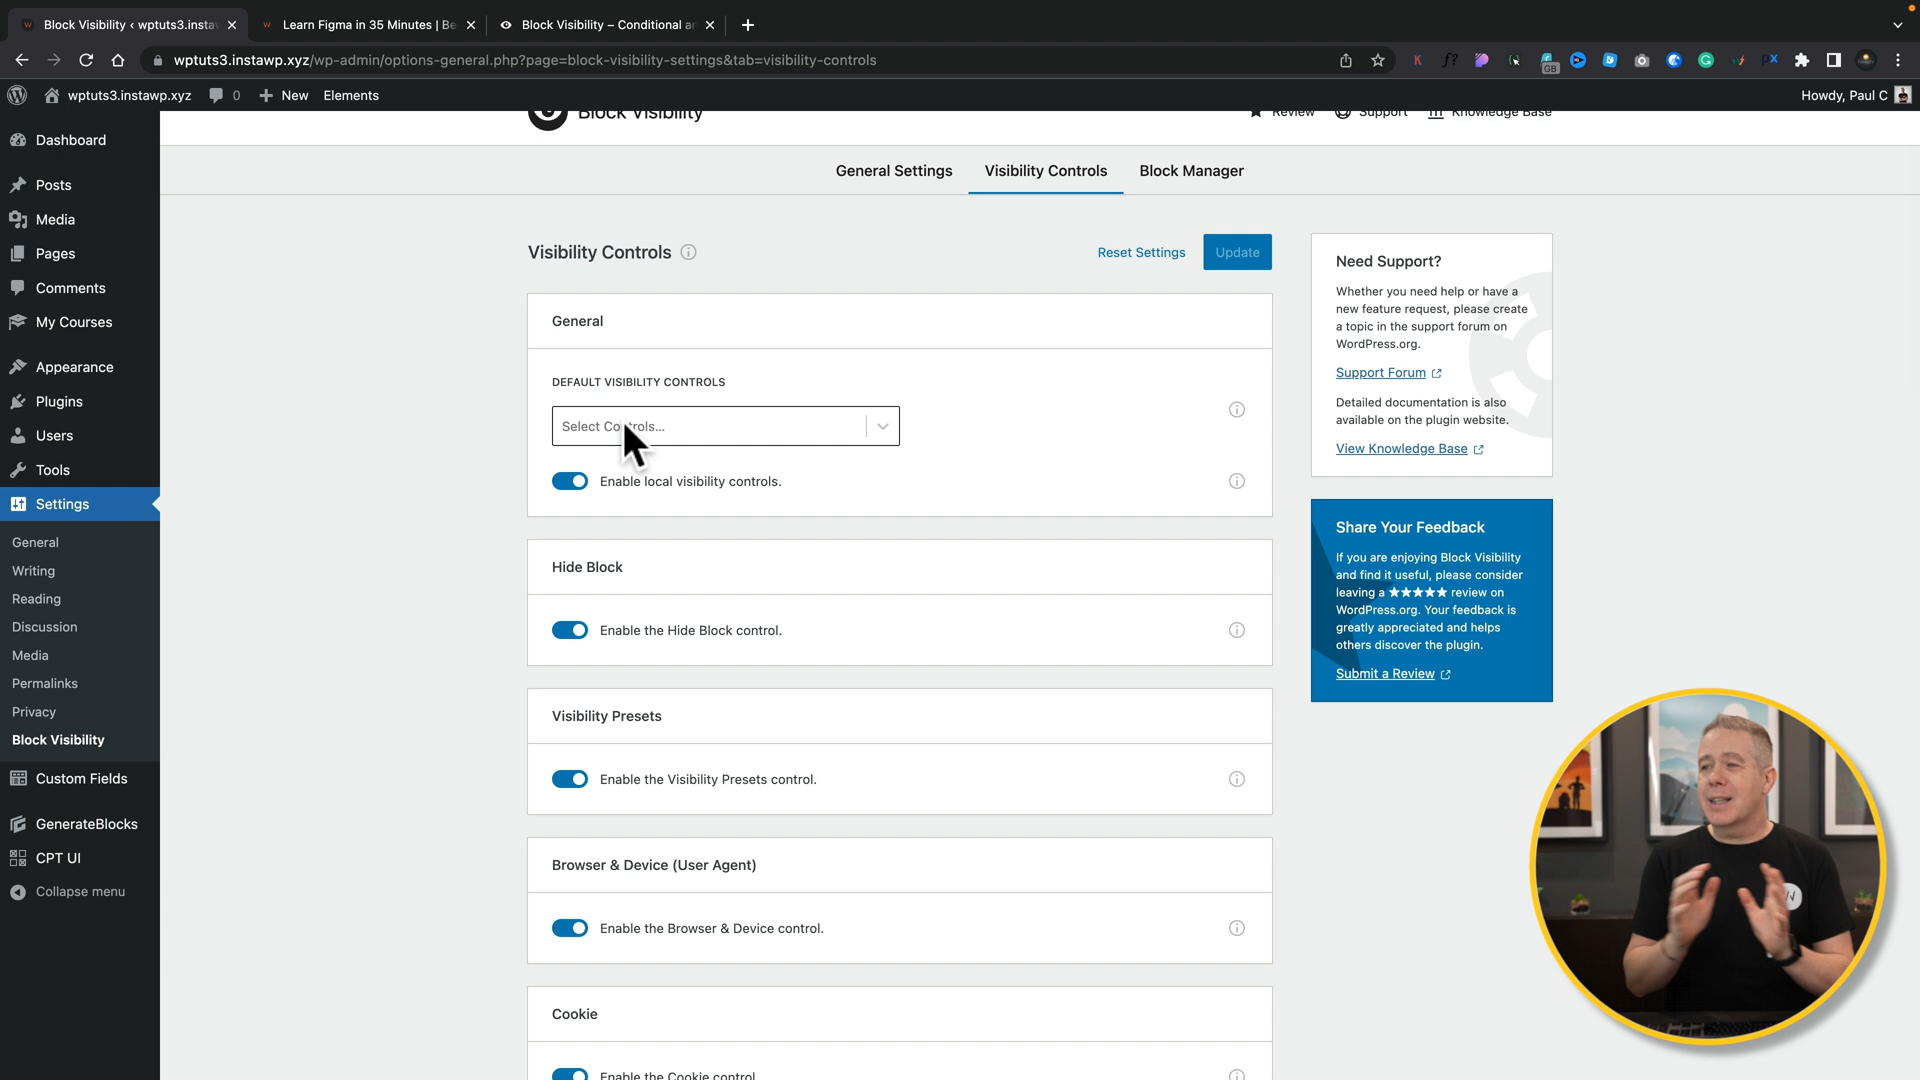 Block Visibility ‹ wptuts3.insta
Learn Figma in 35 Minutes | Be
Block Visibility – Conditional ar
wptuts3.instawp.xyz/wp-admin/options-general.php?page=block-visibility-settings&tab=visibility-controls
GB
wptuts3.instawp.xyz
0
New
Elements
Howdy, Paul C
Block Visibility
Review
Support
Knowledge Base
Dashboard
Posts
Media
Pages
Comments
My Courses
Appearance
Plugins
Users
Tools
Settings
General
Writing
Reading
Discussion
Media
Permalinks
Privacy
Block Visibility
Custom Fields
GenerateBlocks
CPT UI
Collapse menu
General Settings
Visibility Controls
Block Manager
Visibility Controls
Reset Settings
Update
General
DEFAULT VISIBILITY CONTROLS
Select Controls...
Enable local visibility controls.
Hide Block
Enable the Hide Block control.
Visibility Presets
Enable the Visibility Presets control.
Browser & Device (User Agent)
Enable the Browser & Device control.
Cookie
Enable the Cookie control
Need Support?
Whether you need help or have a
new feature request, please create
a topic in the support forum on
WordPress.org.
Support Forum
Detailed documentation is also
available on the plugin website.
View Knowledge Base
Share Your Feedback
If you are enjoying Block Visibility
and find it useful, please consider
leaving a ★★★★★ review on
WordPress.org. Your feedback is
greatly appreciated and helps
others discover the plugin.
Submit a Review